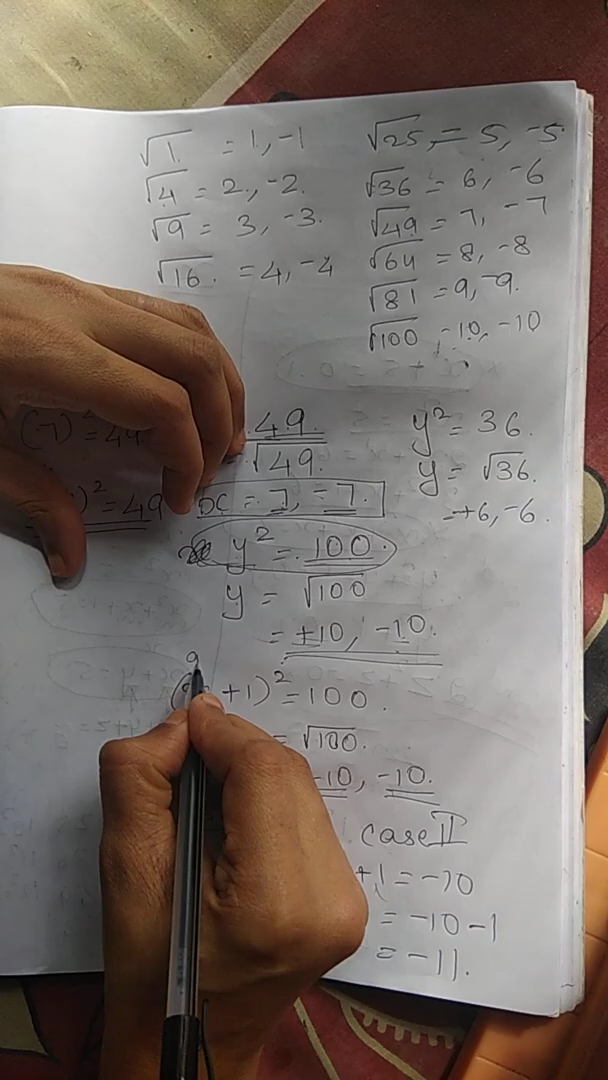 √1 = 1, -1
√4 = 2, -2.
√9 = 3, -3.
√16 = 4, -4
√25 = 5, -5
√36 = 6, -6
√49 = 7, -7
√64 = 8, -8
√81 = 9, -9.
√100 = 10, -10
(-7)² = 49
)² = 49
49.
= √49.
x = 7, -7.
y² = 36.
y = √36.
= +6, -6.
y² = 100.
y = √100
= +10, -10.
9
+1)² = 100.
= √100.
10, -10.
case II
+1 = -10
= -10 - 1
= -11.